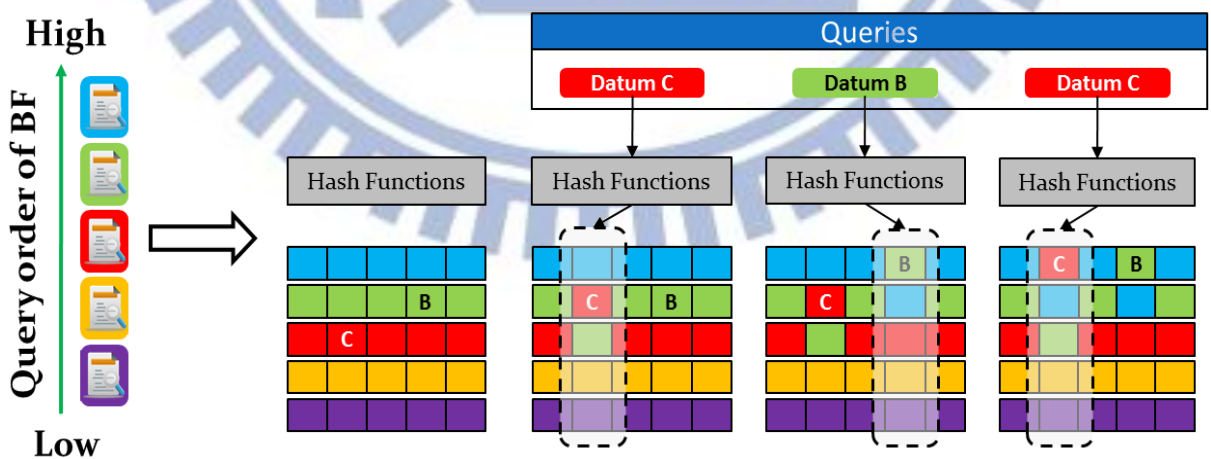 High
Query order of BF
Low
Queries
Datum C
Datum B
Datum C
Hash Functions
Hash Functions
Hash Functions
Hash Functions
B
C
C
B
B
C
C
B